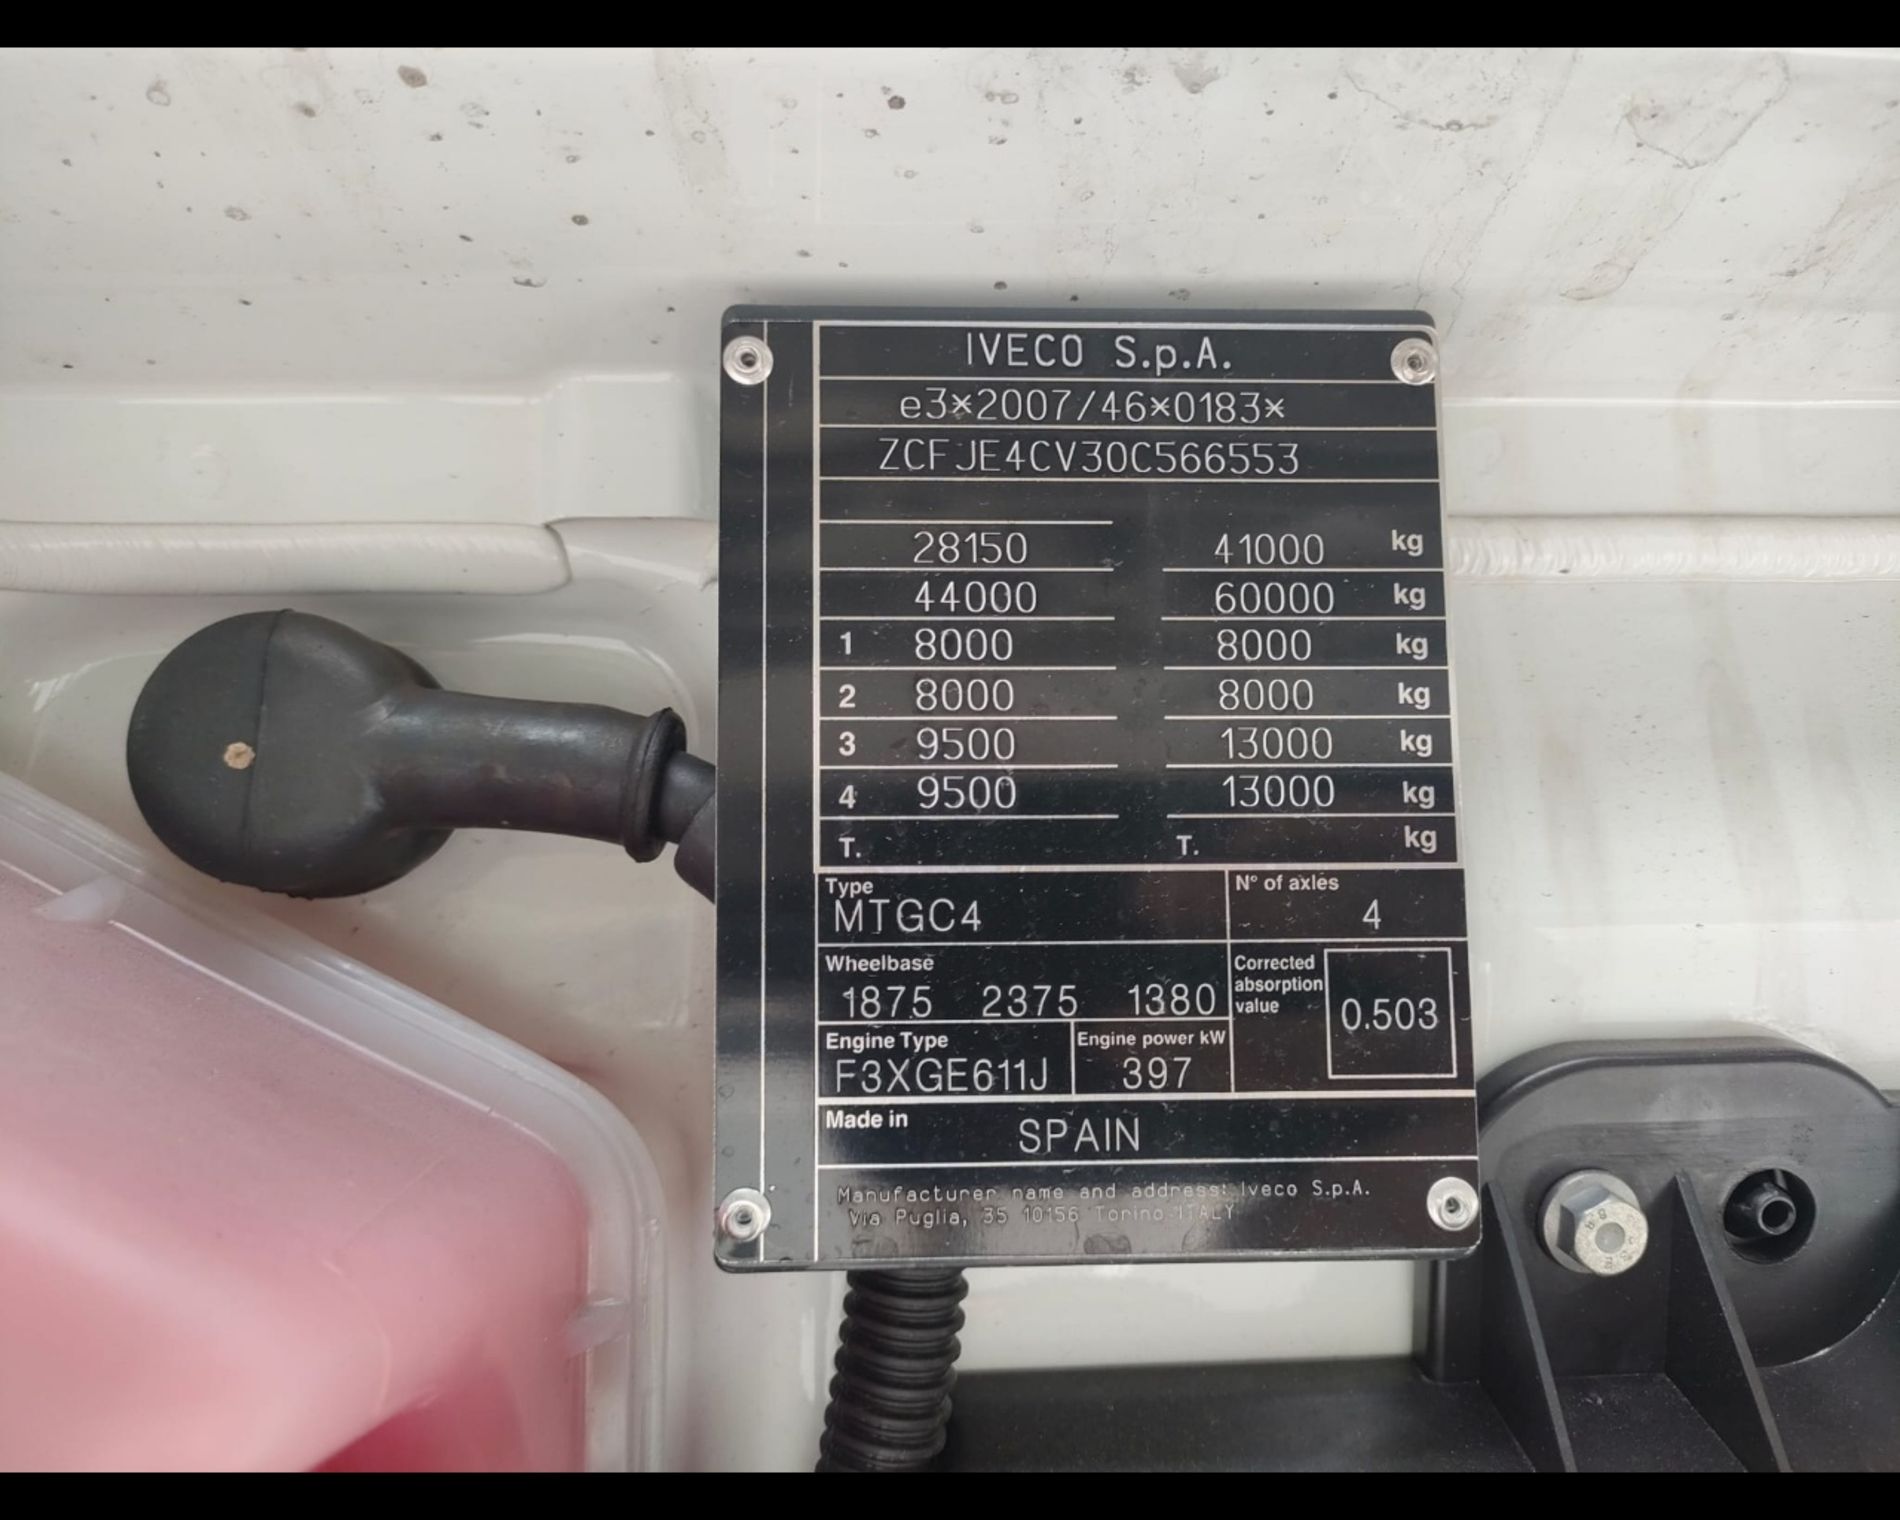 IVECO S.p.A.
e3*2007/46*0183*
ZCFJE4CV30C566553
28150 41000 kg
44000 60000 kg
1 8000 8000 kg
2 8000 8000 kg
3 9500 13000 kg
4 9500 13000 kg
T. T. kg
Type N° of axles
MTGC4 4
Wheelbase Corrected absorption value
1875 2375 1380 0.503
Engine Type Engine power kW
F3XGE611J 397
Made in SPAIN
Manufacturer name and address: Iveco S.p.A.
Via Puglia, 35 10156 Torino ITALY